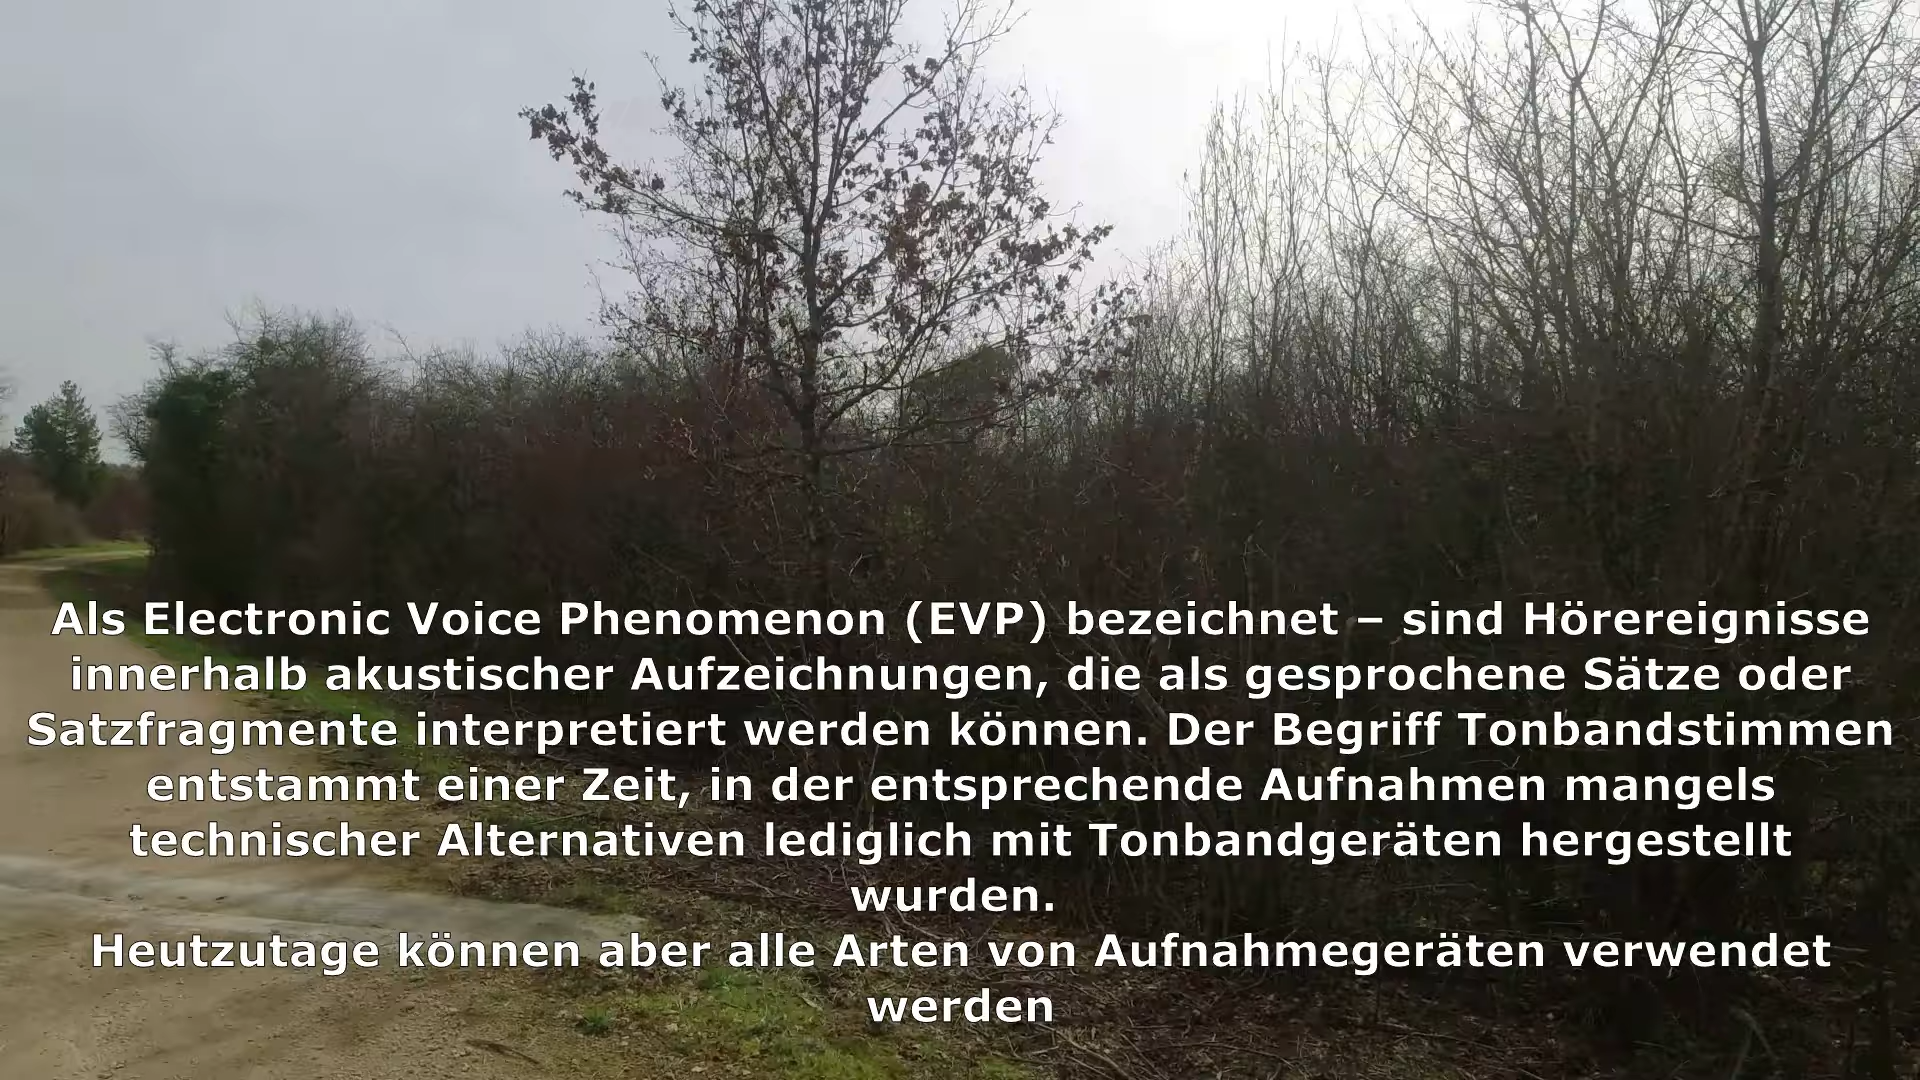 Als Electronic Voice Phenomenon (EVP) bezeichnet – sind Hörereignisse
innerhalb akustischer Aufzeichnungen, die als gesprochene Sätze oder
Satzfragmente interpretiert werden können. Der Begriff Tonbandstimmen
entstammt einer Zeit, in der entsprechende Aufnahmen mangels
technischer Alternativen lediglich mit Tonbandgeräten hergestellt
wurden.
Heutzutage können aber alle Arten von Aufnahmegeräten verwendet
werden